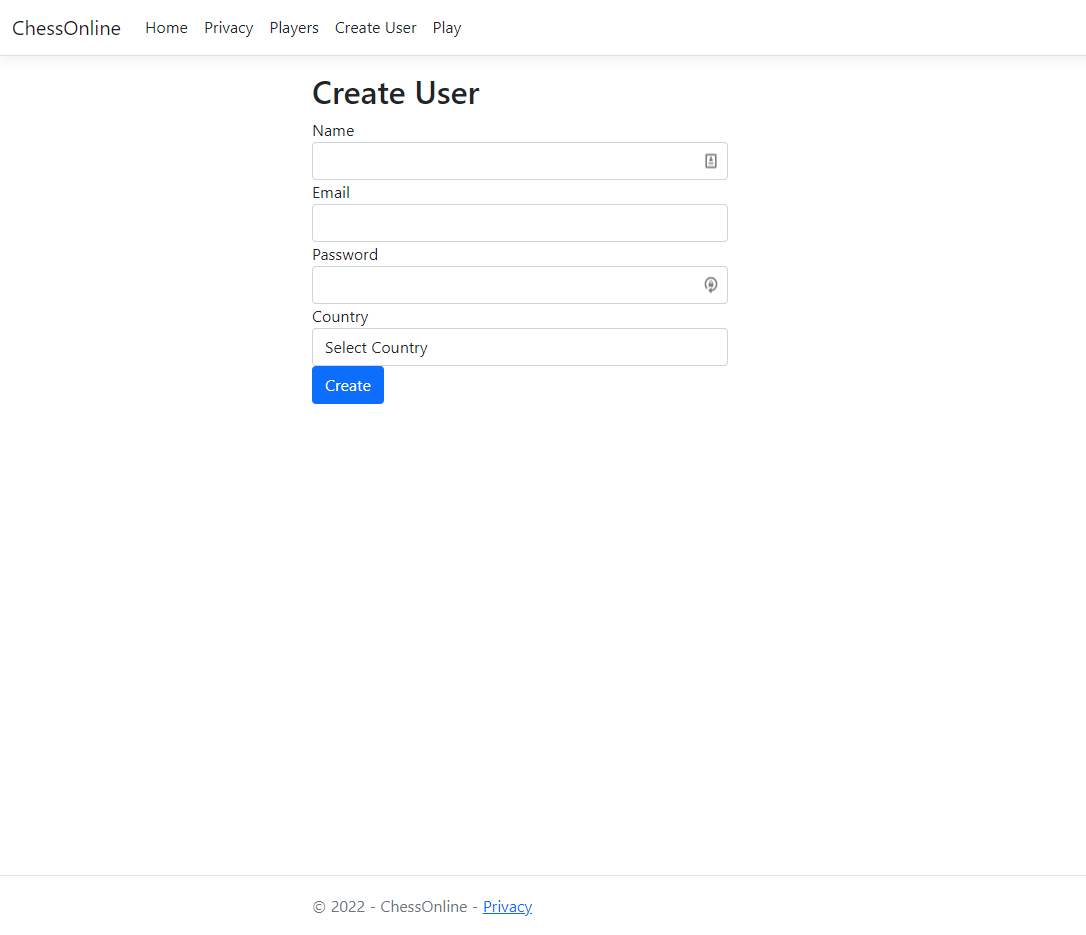 ChessOnline Home Privacy Players Create User Play
Create User
Name
Email
Password
Country
Select Country
Create
© 2022 - ChessOnline - Privacy